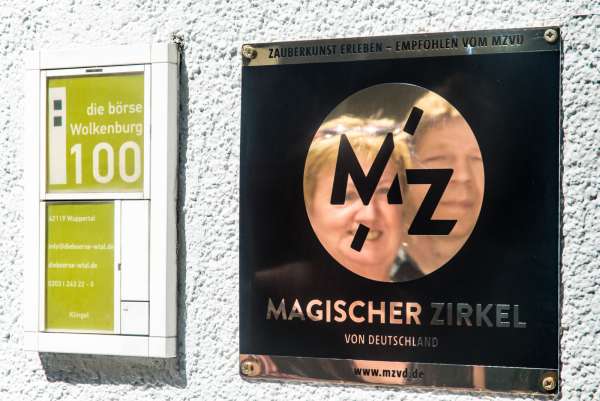 die börse
Wolkenburg
100
42119 Wuppertal
info@dieboerse-wtal.de
dieboerse-wtal.de
0202 | 243 22 - 0
Klingel
ZAUBERKUNST ERLEBEN – EMPFOHLEN VOM MZVD
MZ
MAGISCHER ZIRKEL
VON DEUTSCHLAND
www.mzvd.de